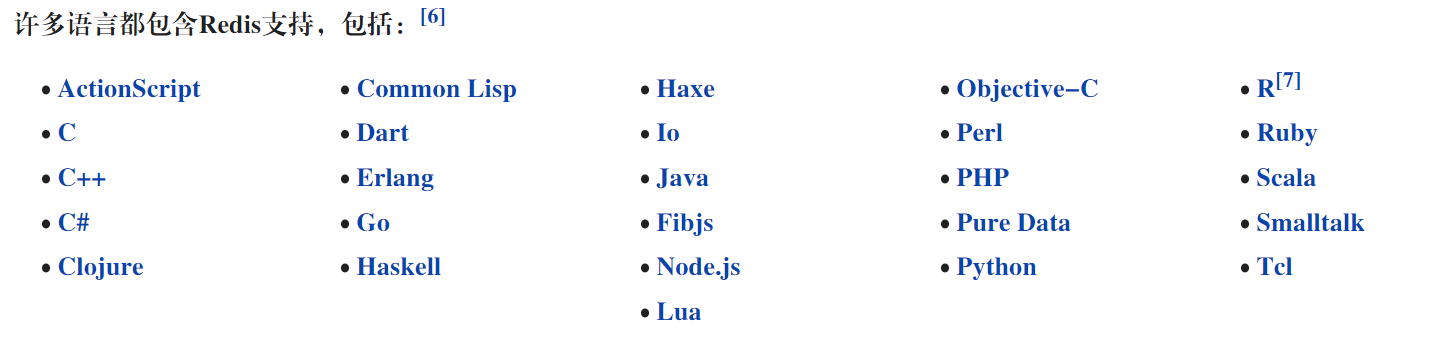 许多语言都包含Redis支持，包括：[6]
• ActionScript
• C
• C++
• C#
• Clojure
• Common Lisp
• Dart
• Erlang
• Go
• Haskell
• Haxe
• Io
• Java
• Fibjs
• Node.js
• Lua
• Objective-C
• Perl
• PHP
• Pure Data
• Python
• R[7]
• Ruby
• Scala
• Smalltalk
• Tcl